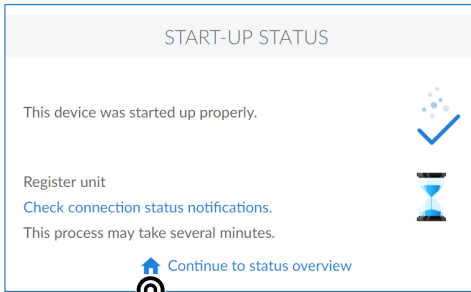 START-UP STATUS
This device was started up properly.
Register unit
Check connection status notifications.
This process may take several minutes.
Continue to status overview